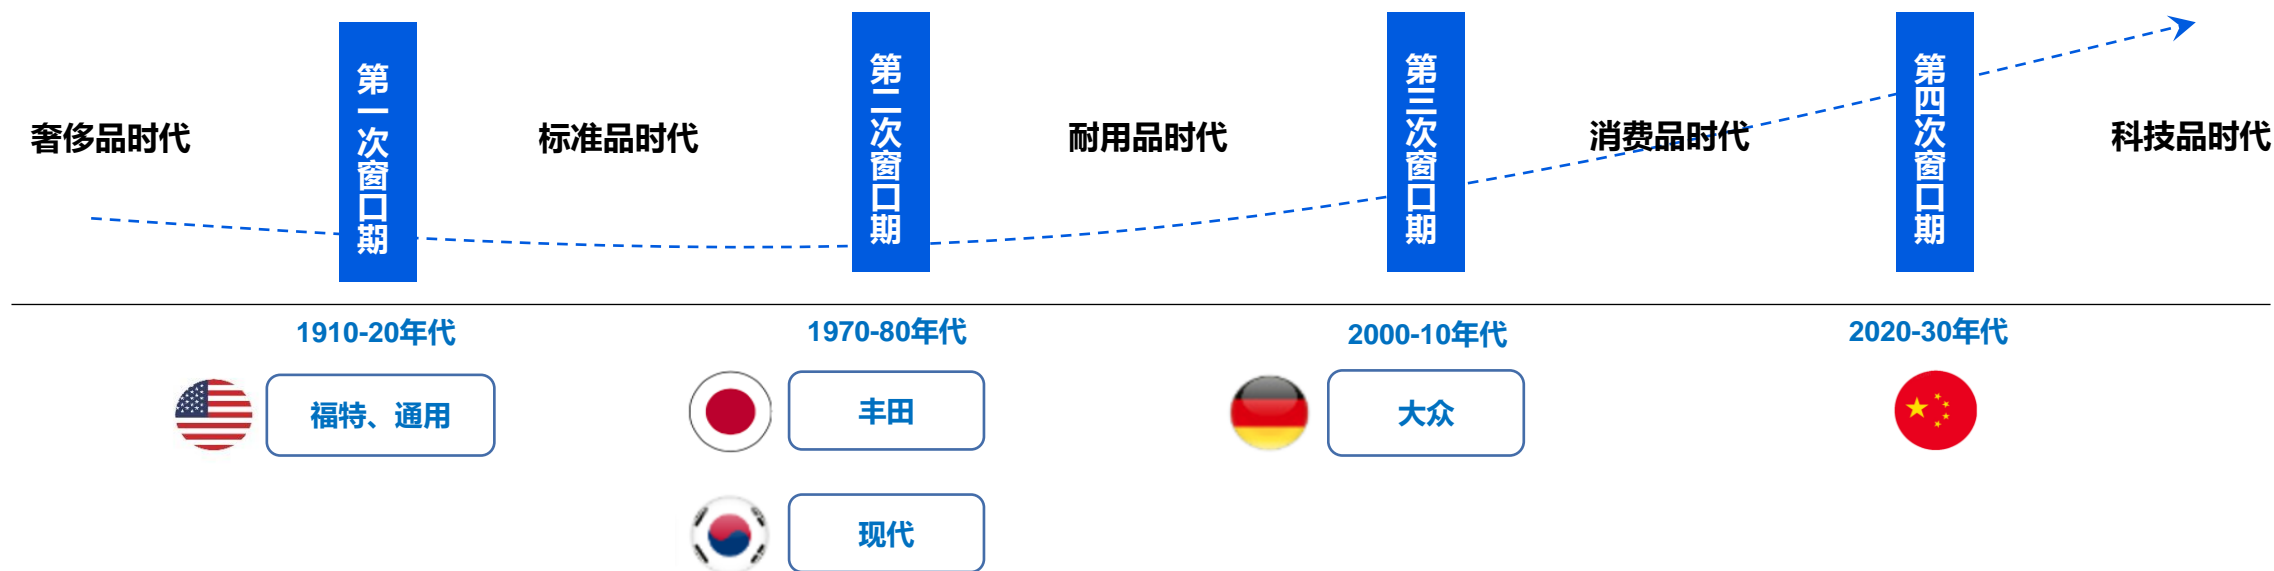 奢侈品时代
第一次窗口期
标准品时代
第二次窗口期
耐用品时代
第三次窗口期
消费品时代
第四次窗口期
科技品时代
1910-20年代
1970-80年代
2000-10年代
2020-30年代
福特、通用
丰田
大众
现代